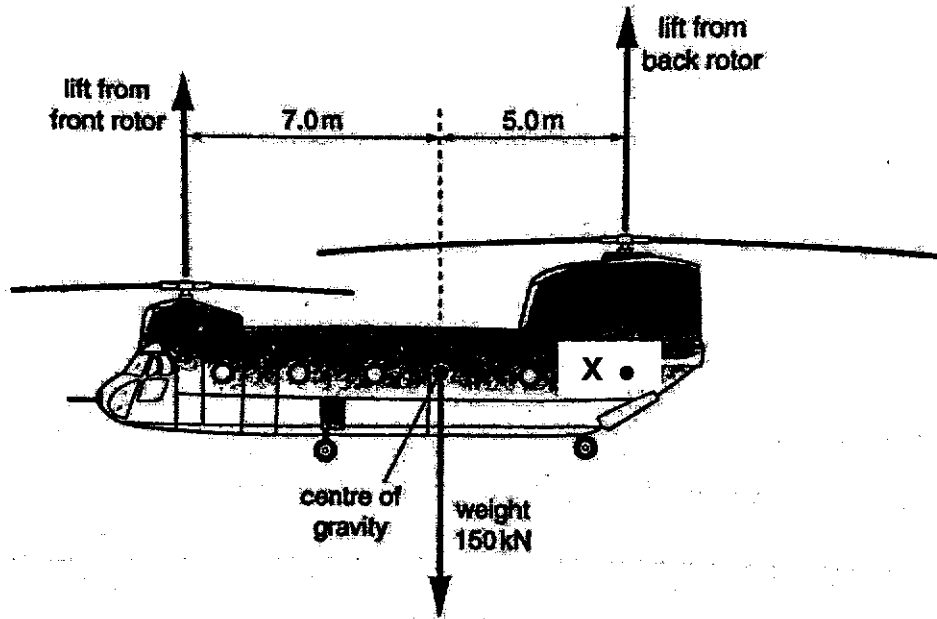 lift from
front rotor
lift from
back rotor
7.0 m
5.0 m
X
centre of
gravity
weight
150 kN